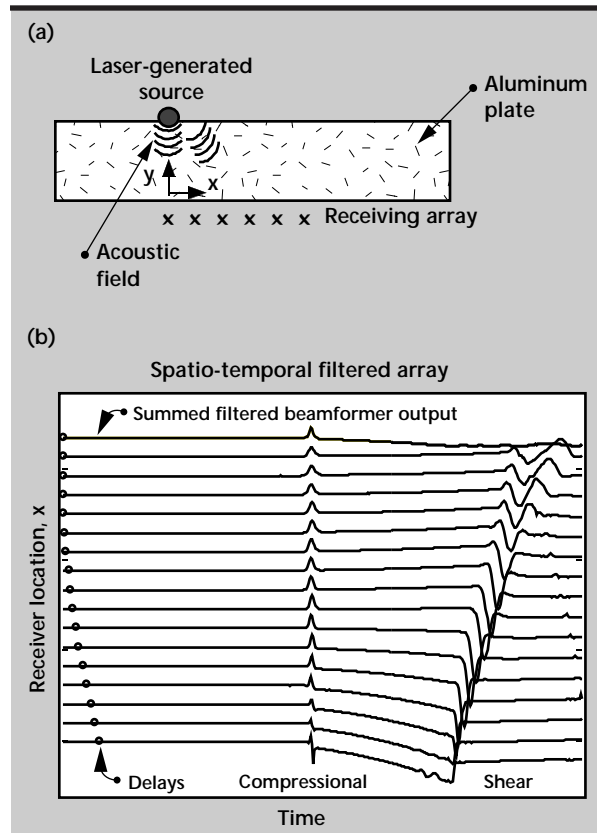 (a)
Laser-generated
source
Aluminum
plate
y
x
x x x x x x Receiving array
Acoustic
field
(b)
Spatio-temporal filtered array
Summed filtered beamformer output
Receiver location, x
Delays
Compressional
Shear
Time